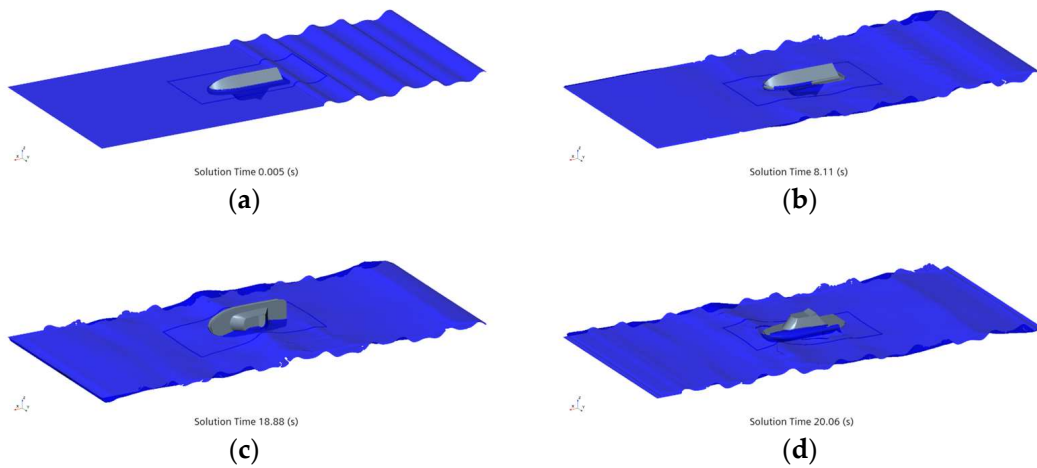 Solution Time 0.005 (s)
(a)
Solution Time 8.11 (s)
(b)
Solution Time 18.88 (s)
(c)
Solution Time 20.06 (s)
(d)